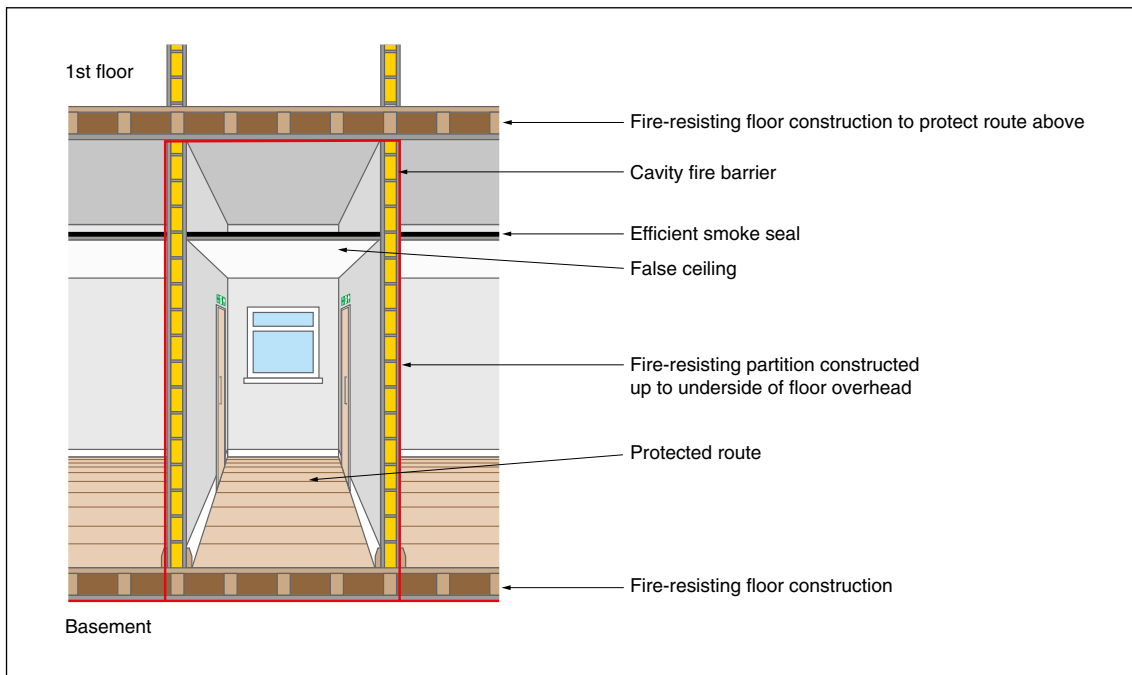 1st floor
Fire-resisting floor construction to protect route above
Cavity fire barrier
Efficient smoke seal
False ceiling
Fire-resisting partition constructed
up to underside of floor overhead
Protected route
Fire-resisting floor construction
Basement